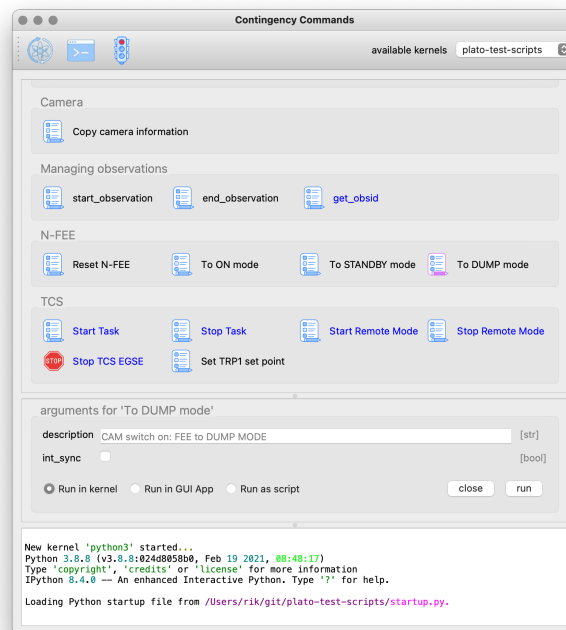 Contingency Commands
available kernels plato-test-scripts
Camera
Copy camera information
Managing observations
start_observation end_observation get_obsid
N-FEE
Reset N-FEE To ON mode To STANDBY mode To DUMP mode
TCS
Start Task Stop Task Start Remote Mode Stop Remote Mode
STOP Stop TCS EGSE Set TRP1 set point
arguments for 'To DUMP mode'
description CAM switch on: FEE to DUMP MODE [str]
int_sync [bool]
Run in kernel Run in GUI App Run as script close run
New kernel 'python3' started...
Python 3.8.8 (v3.8.8:024d8058b0, Feb 19 2021, 08:48:17)
Type 'copyright', 'credits' or 'license' for more information
IPython 8.4.0 -- An enhanced Interactive Python. Type '?' for help.
Loading Python startup file from /Users/rik/git/plato-test-scripts/startup.py.